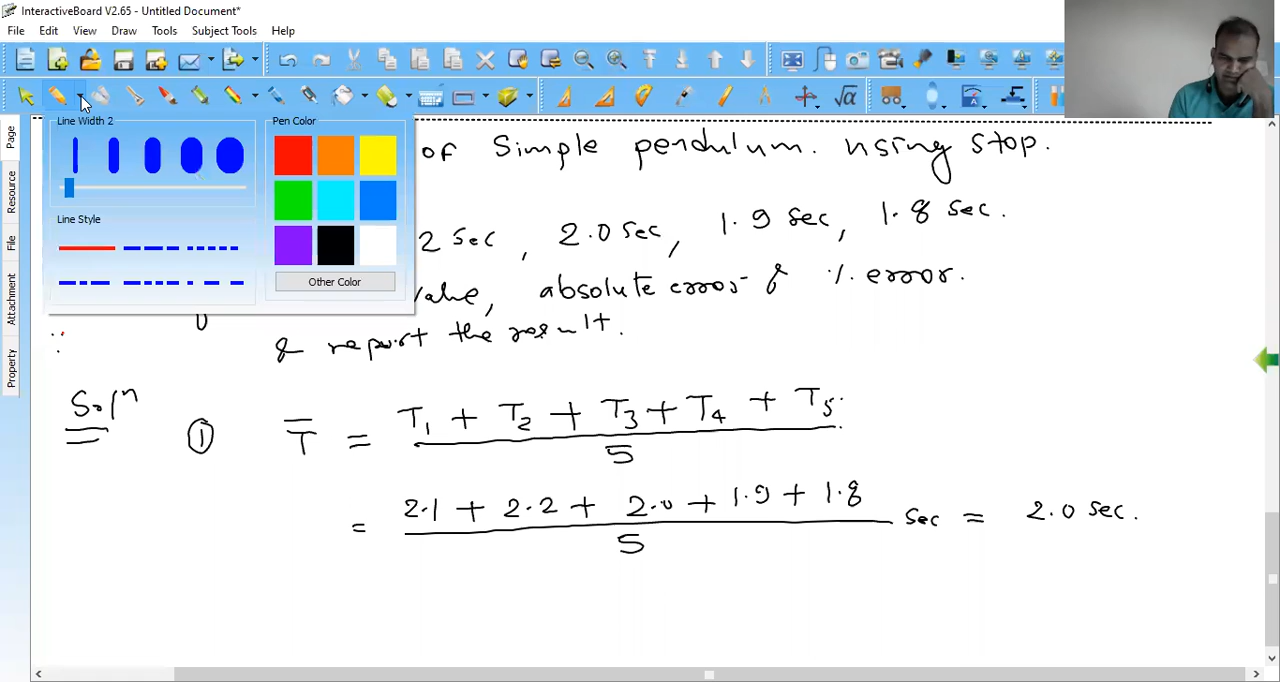 InteractiveBoard V2.65 - Untitled Document*
File Edit View Draw Tools Subject Tools Help
Page
Resource
File
Attachment
Property
Line Width 2
Line Style
Pen Color
Other Color
of Simple pendulum. using stop.
2 sec, 2.0 sec, 1.9 sec, 1.8 sec.
value, absolute error & % error.
& report the result.
Solⁿ
① T̅ = T₁ + T₂ + T₃ + T₄ + T₅
5
= 2.1 + 2.2 + 2.0 + 1.9 + 1.8 sec = 2.0 sec.
5